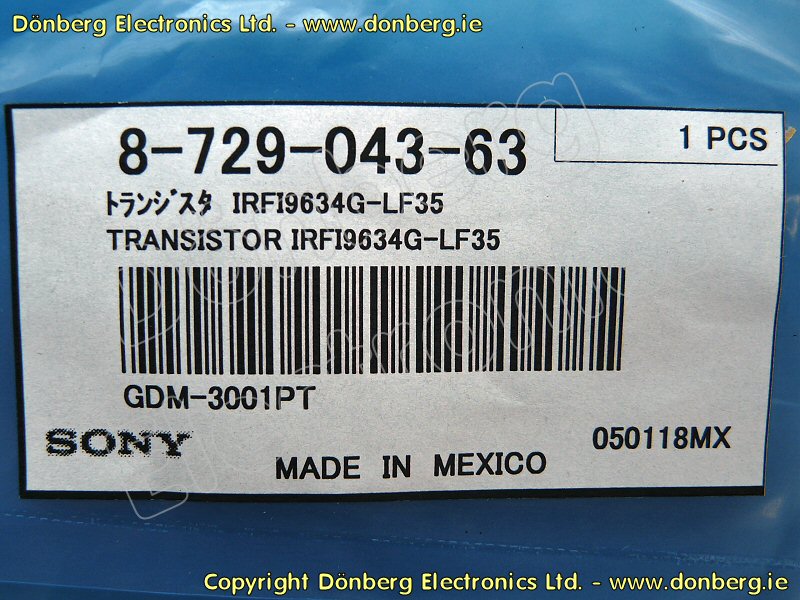 Dönberg Electronics Ltd. - www.donberg.ie
8-729-043-63
1 PCS
ﾄﾗﾝｼﾞｽﾀ IRFI9634G-LF35
TRANSISTOR IRFI9634G-LF35
GDM-3001PT
SONY
050118MX
MADE IN MEXICO
Copyright Dönberg Electronics Ltd. - www.donberg.ie